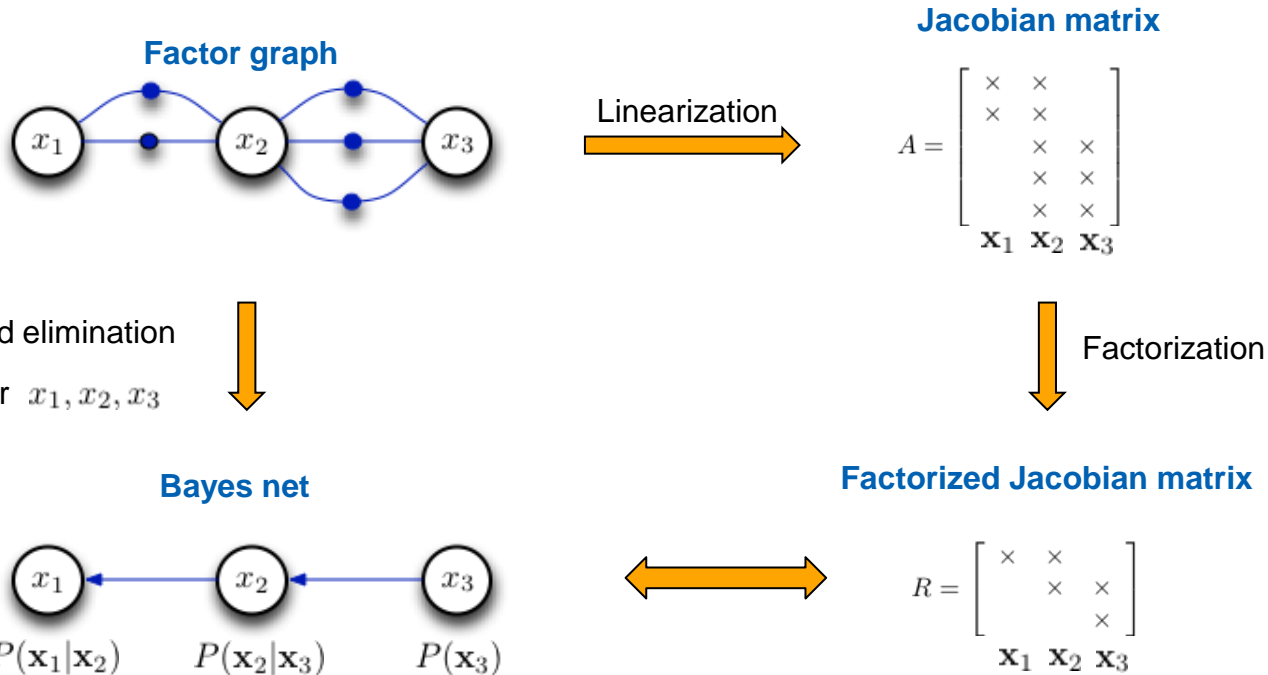 Jacobian matrix
Factor graph
x₁ x₂ x₃
Linearization
A =
× ×
× ×
× ×
× ×
× ×
𝐱₁ 𝐱₂ 𝐱₃
d elimination
r x₁, x₂, x₃
Factorization
Bayes net
Factorized Jacobian matrix
x₁ x₂ x₃
P(𝐱₁|𝐱₂) P(𝐱₂|𝐱₃) P(𝐱₃)
R =
× ×
× ×
×
𝐱₁ 𝐱₂ 𝐱₃